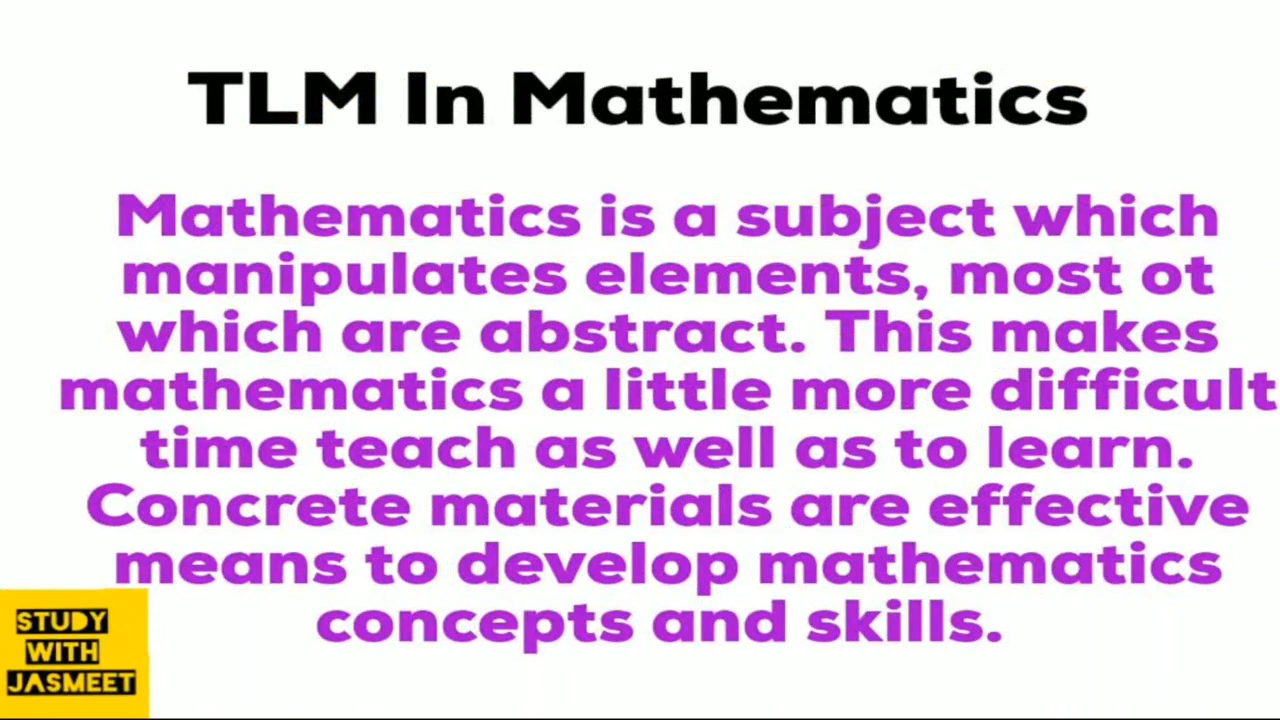 TLM In Mathematics
Mathematics is a subject which
manipulates elements, most ot
which are abstract. This makes
mathematics a little more difficult
time teach as well as to learn.
Concrete materials are effective
means to develop mathematics
concepts and skills.
STUDY
WITH
JASMEET